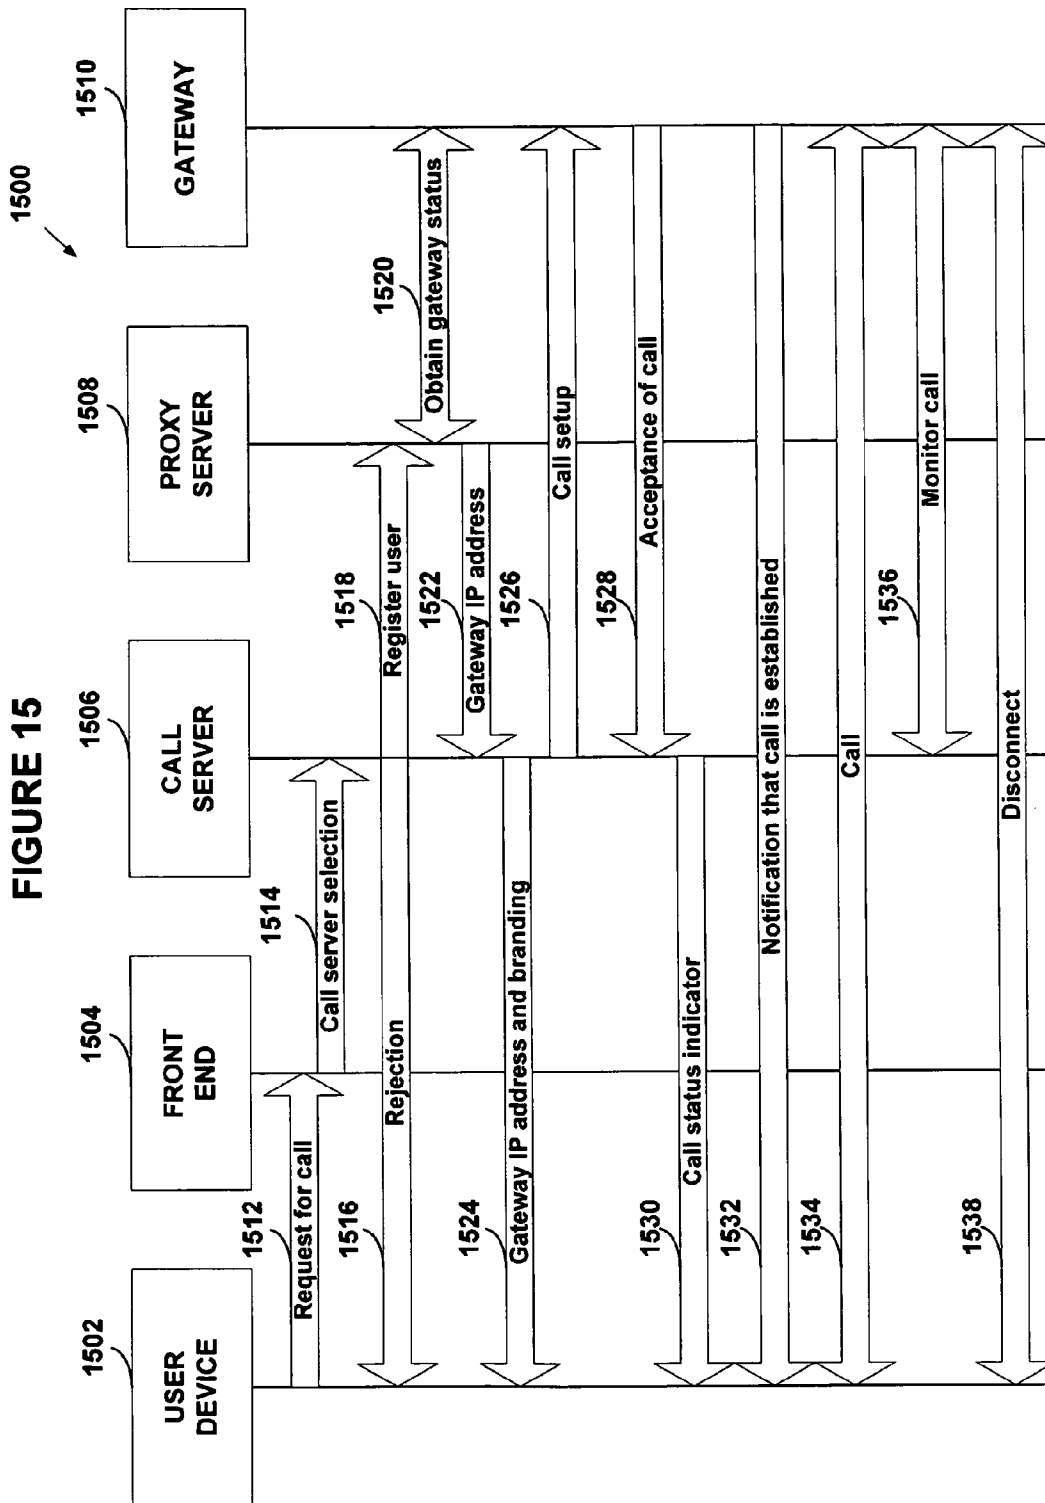 FIGURE 15
1500
1502
USER
DEVICE
1504
FRONT
END
1506
CALL
SERVER
1508
PROXY
SERVER
1510
GATEWAY
1512
Request for call
1514
Call server selection
1516
Rejection
1518
Register user
1520
Obtain gateway status
1522
Gateway IP address
1524
Gateway IP address and branding
1526
Call setup
1528
Acceptance of call
1530
Call status indicator
1532
Notification that call is established
1534
Call
1536
Monitor call
1538
Disconnect